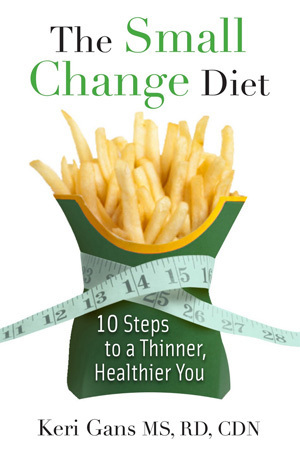 The Small
Change Diet
11 12 13 14 15
25 26 27 28
10 Steps
to a Thinner,
Healthier You
Keri Gans MS, RD, CDN